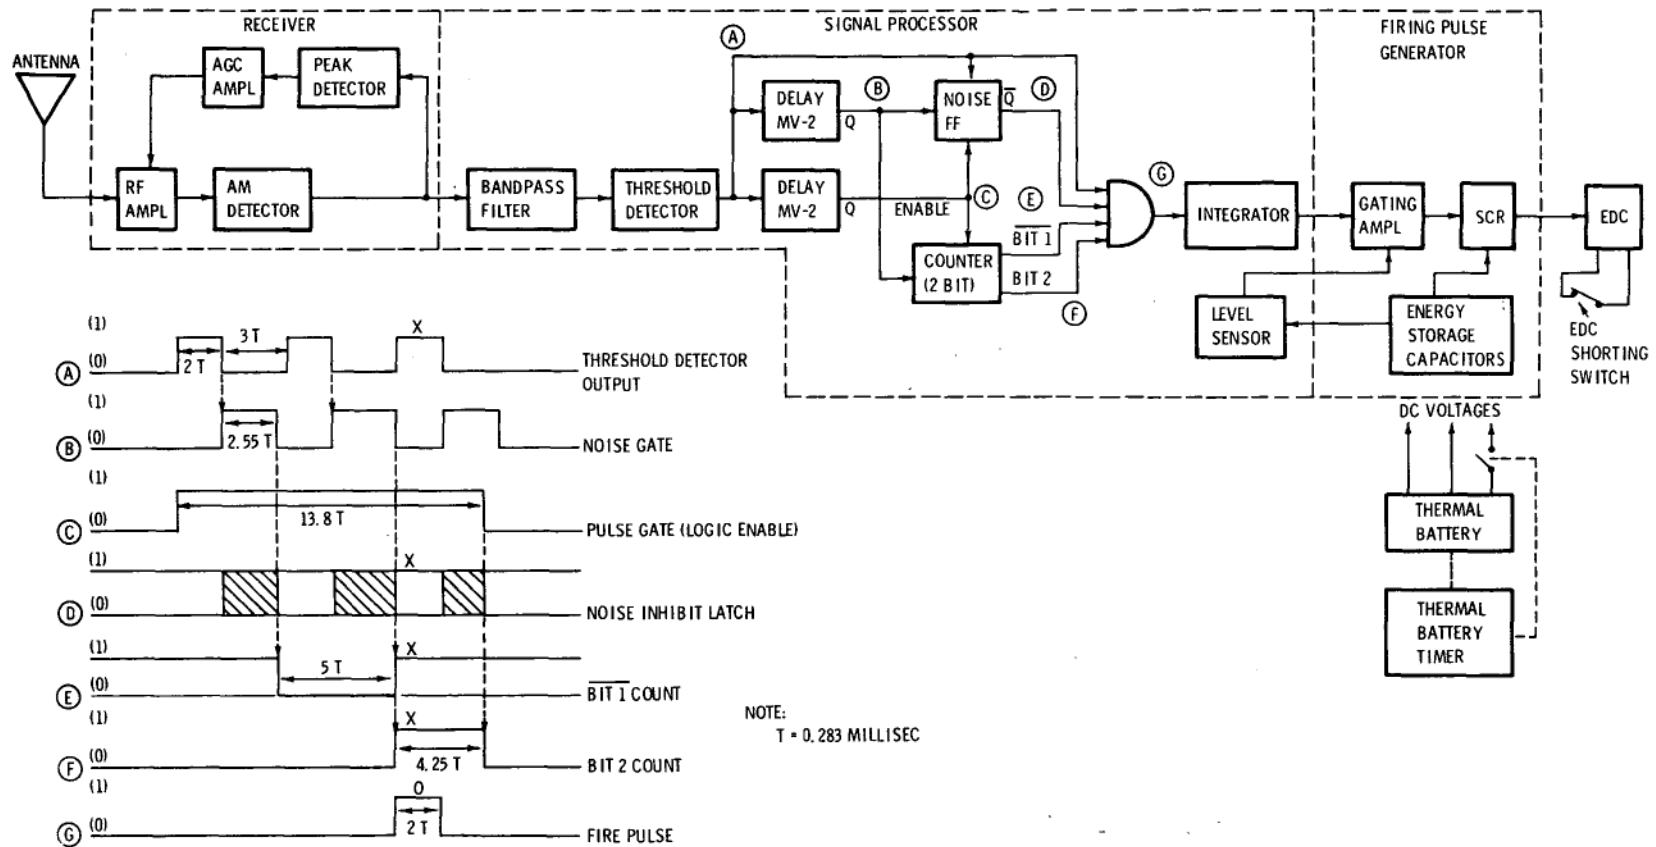 RECEIVER
SIGNAL PROCESSOR
FIRING PULSE
GENERATOR
ANTENNA
AGC
AMPL
PEAK
DETECTOR
RF
AMPL
AM
DETECTOR
BANDPASS
FILTER
THRESHOLD
DETECTOR
A
DELAY
MV-2
Q
B
NOISE
FF
Q̅
D
DELAY
MV-2
Q
ENABLE
C
E
B̅I̅T̅ ̅1̅
BIT 2
COUNTER
(2 BIT)
F
G
INTEGRATOR
GATING
AMPL
SCR
EDC
LEVEL
SENSOR
ENERGY
STORAGE
CAPACITORS
EDC
SHORTING
SWITCH
DC VOLTAGES
THERMAL
BATTERY
THERMAL
BATTERY
TIMER
(1)
A (0)
2 T
3 T
X
THRESHOLD DETECTOR
OUTPUT
(1)
B (0)
2.55 T
NOISE GATE
(1)
C (0)
13.8 T
PULSE GATE (LOGIC ENABLE)
(1)
D (0)
X
NOISE INHIBIT LATCH
(1)
E (0)
5 T
X
B̅I̅T̅ ̅1̅ COUNT
(1)
F (0)
X
4.25 T
BIT 2 COUNT
(1)
G (0)
O
2 T
FIRE PULSE
NOTE:
T = 0.283 MILLISEC